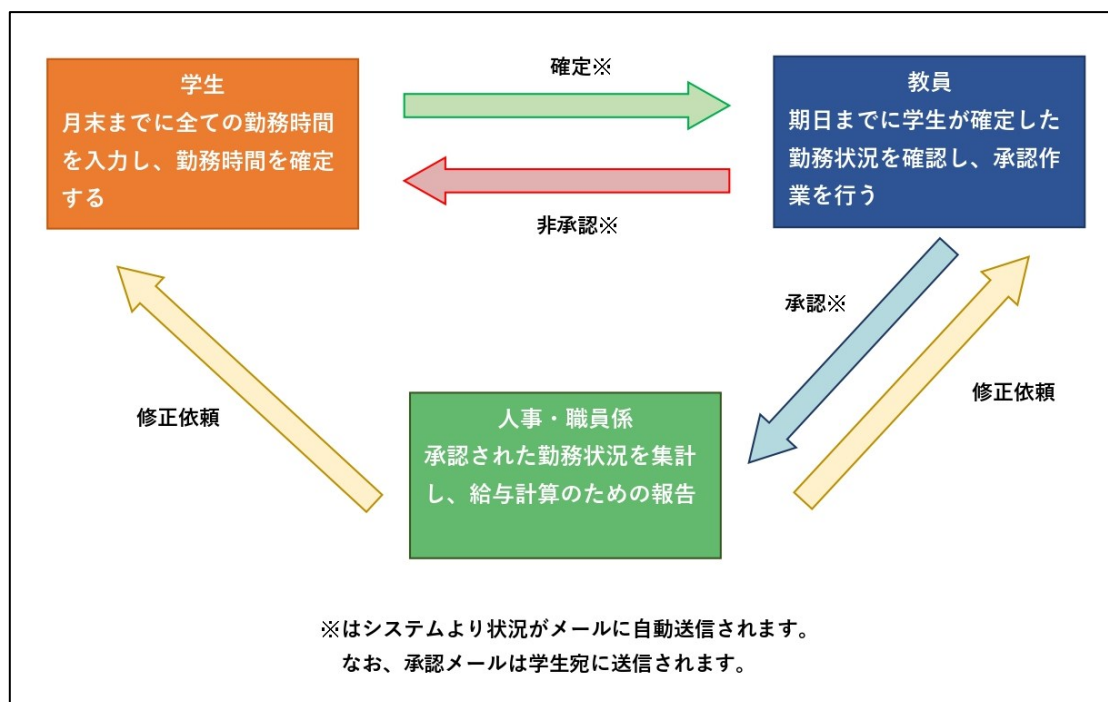 学生
月末までに全ての勤務時間
を入力し、勤務時間を確定
する
確定※
非承認※
教員
期日までに学生が確定した
勤務状況を確認し、承認作
業を行う
承認※
修正依頼
修正依頼
人事・職員係
承認された勤務状況を集計
し、給与計算のための報告
※はシステムより状況がメールに自動送信されます。
なお、承認メールは学生宛に送信されます。